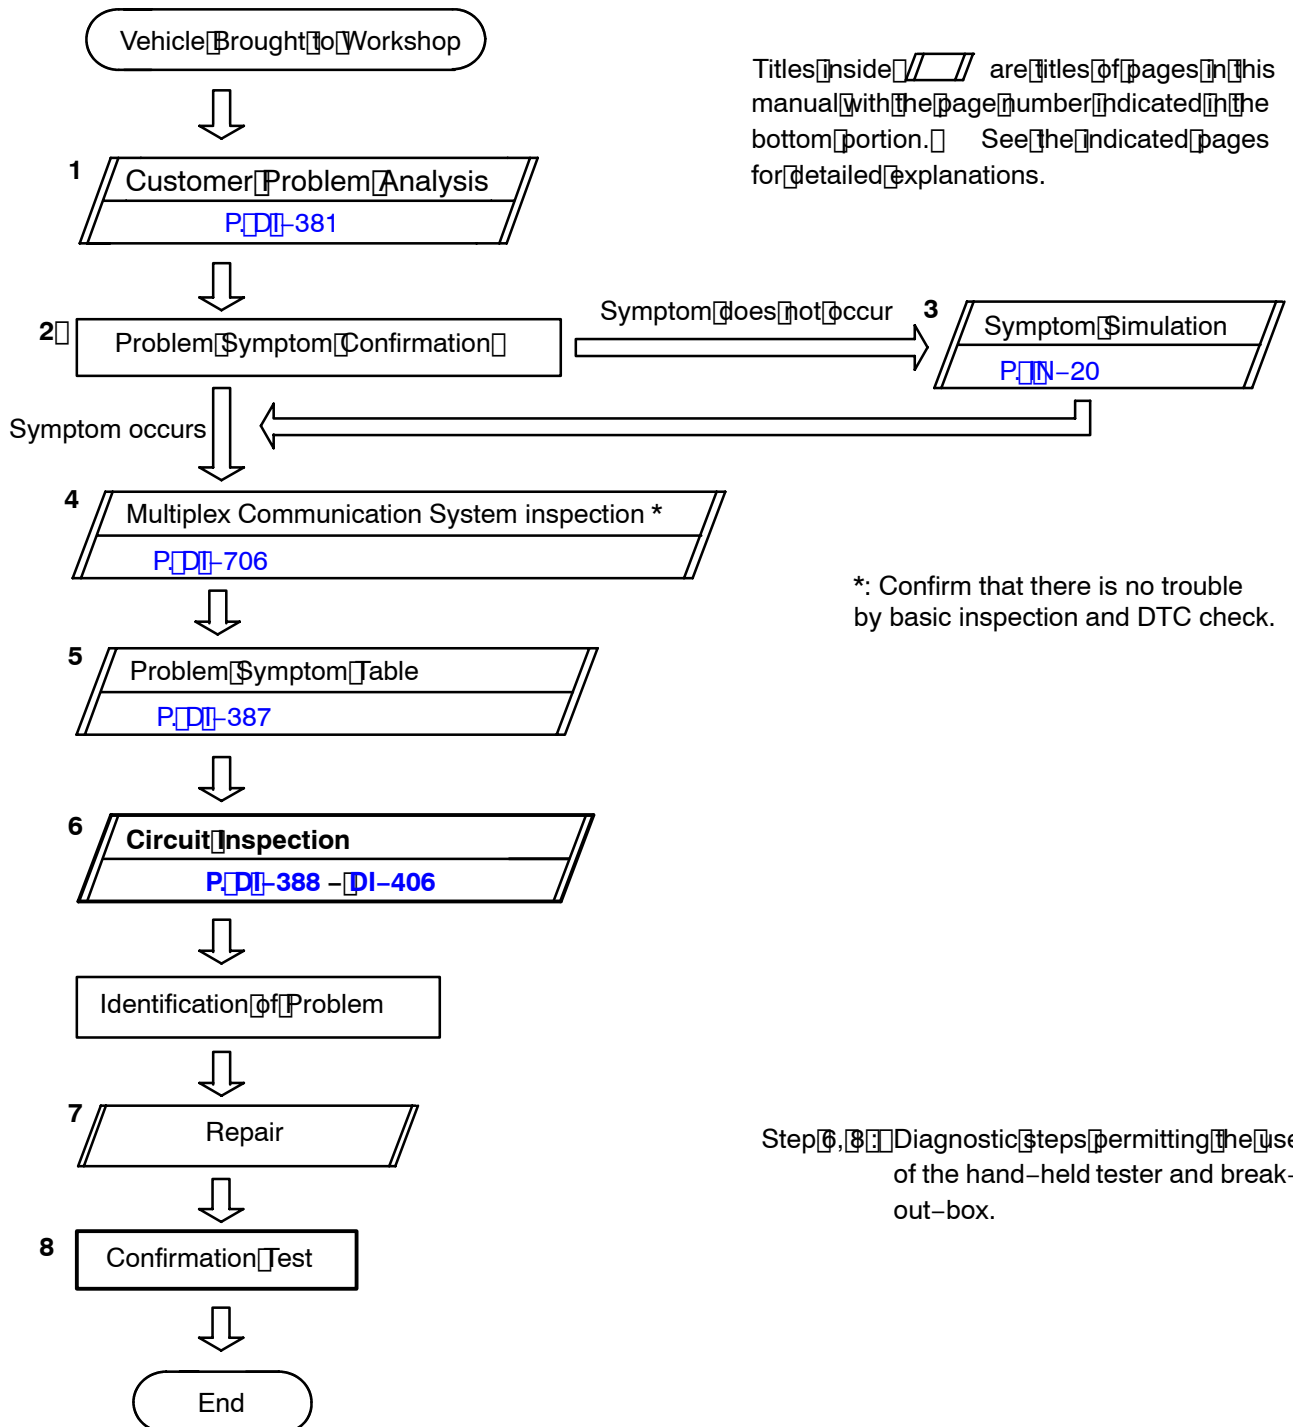 Vehicle Brought to Workshop
Titles inside are titles of pages in this
manual with the page number indicated in the
bottom portion. See the indicated pages
for detailed explanations.
1
Customer Problem Analysis
P. DI–381
2
Problem Symptom Confirmation
Symptom does not occur
3
Symptom Simulation
P. IN–20
Symptom occurs
4
Multiplex Communication System inspection *
P. DI–706
*: Confirm that there is no trouble
by basic inspection and DTC check.
5
Problem Symptom Table
P. DI–387
6
Circuit Inspection
P. DI–388 – DI–406
Identification of Problem
7
Repair
Step 6, 8 : Diagnostic steps permitting the use
of the hand–held tester and break–
out–box.
8
Confirmation Test
End